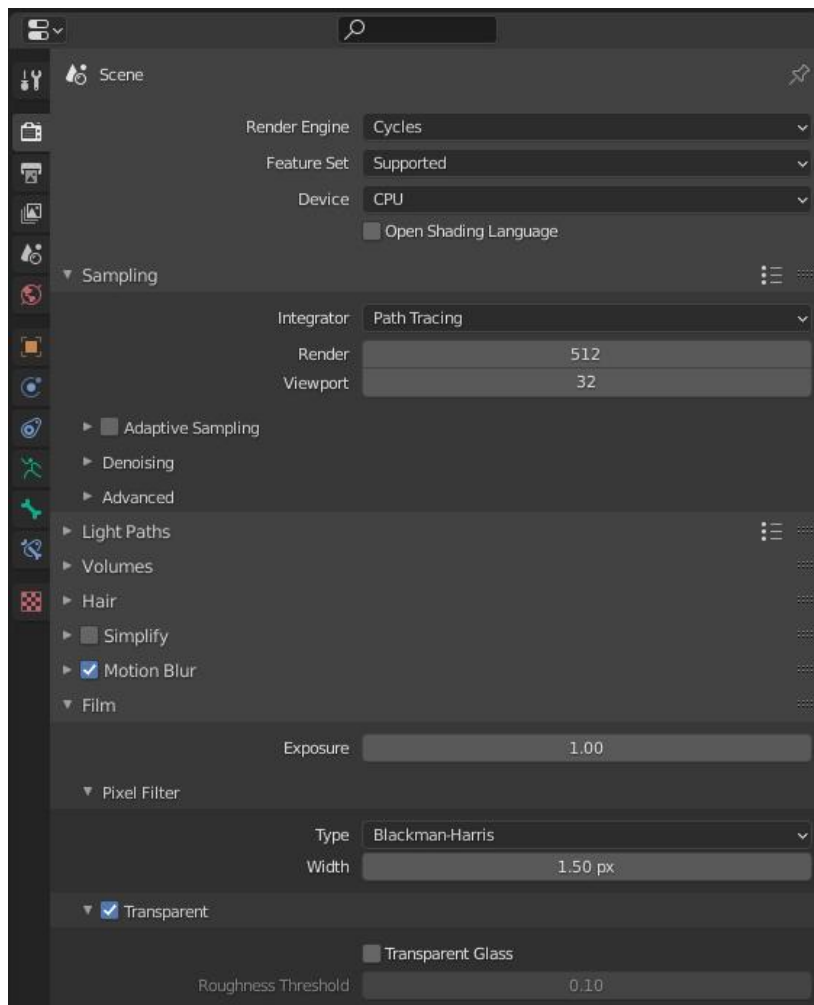 Scene
Render Engine Cycles
Feature Set Supported
Device CPU
Open Shading Language
Sampling
Integrator Path Tracing
Render 512
Viewport 32
Adaptive Sampling
Denoising
Advanced
Light Paths
Volumes
Hair
Simplify
Motion Blur
Film
Exposure 1.00
Pixel Filter
Type Blackman-Harris
Width 1.50 px
Transparent
Transparent Glass
Roughness Threshold 0.10